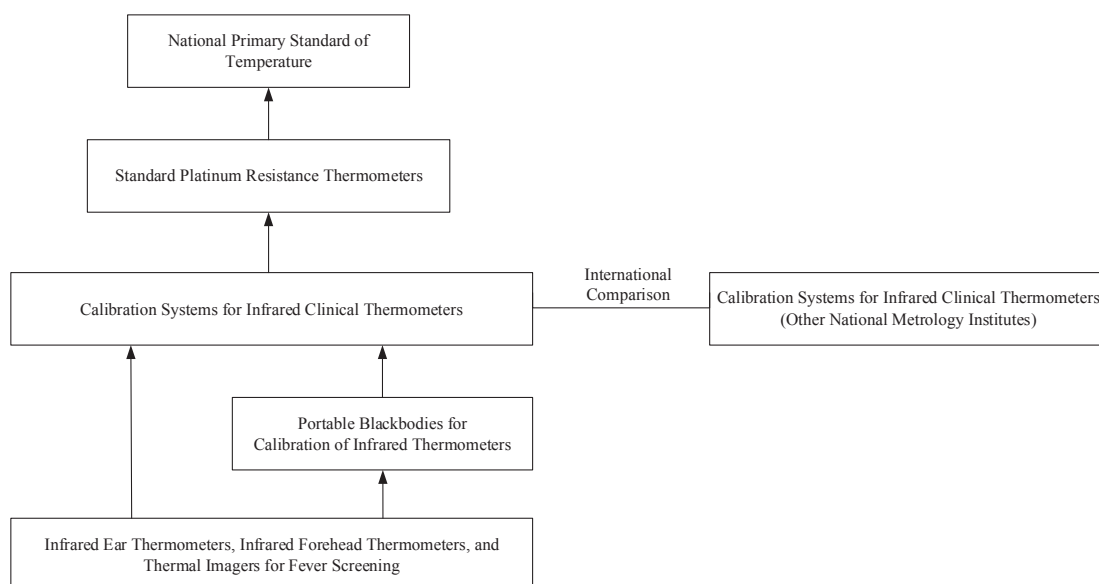 National Primary Standard of
Temperature
Standard Platinum Resistance Thermometers
Calibration Systems for Infrared Clinical Thermometers
International
Comparison
Calibration Systems for Infrared Clinical Thermometers
(Other National Metrology Institutes)
Portable Blackbodies for
Calibration of Infrared Thermometers
Infrared Ear Thermometers, Infrared Forehead Thermometers, and
Thermal Imagers for Fever Screening